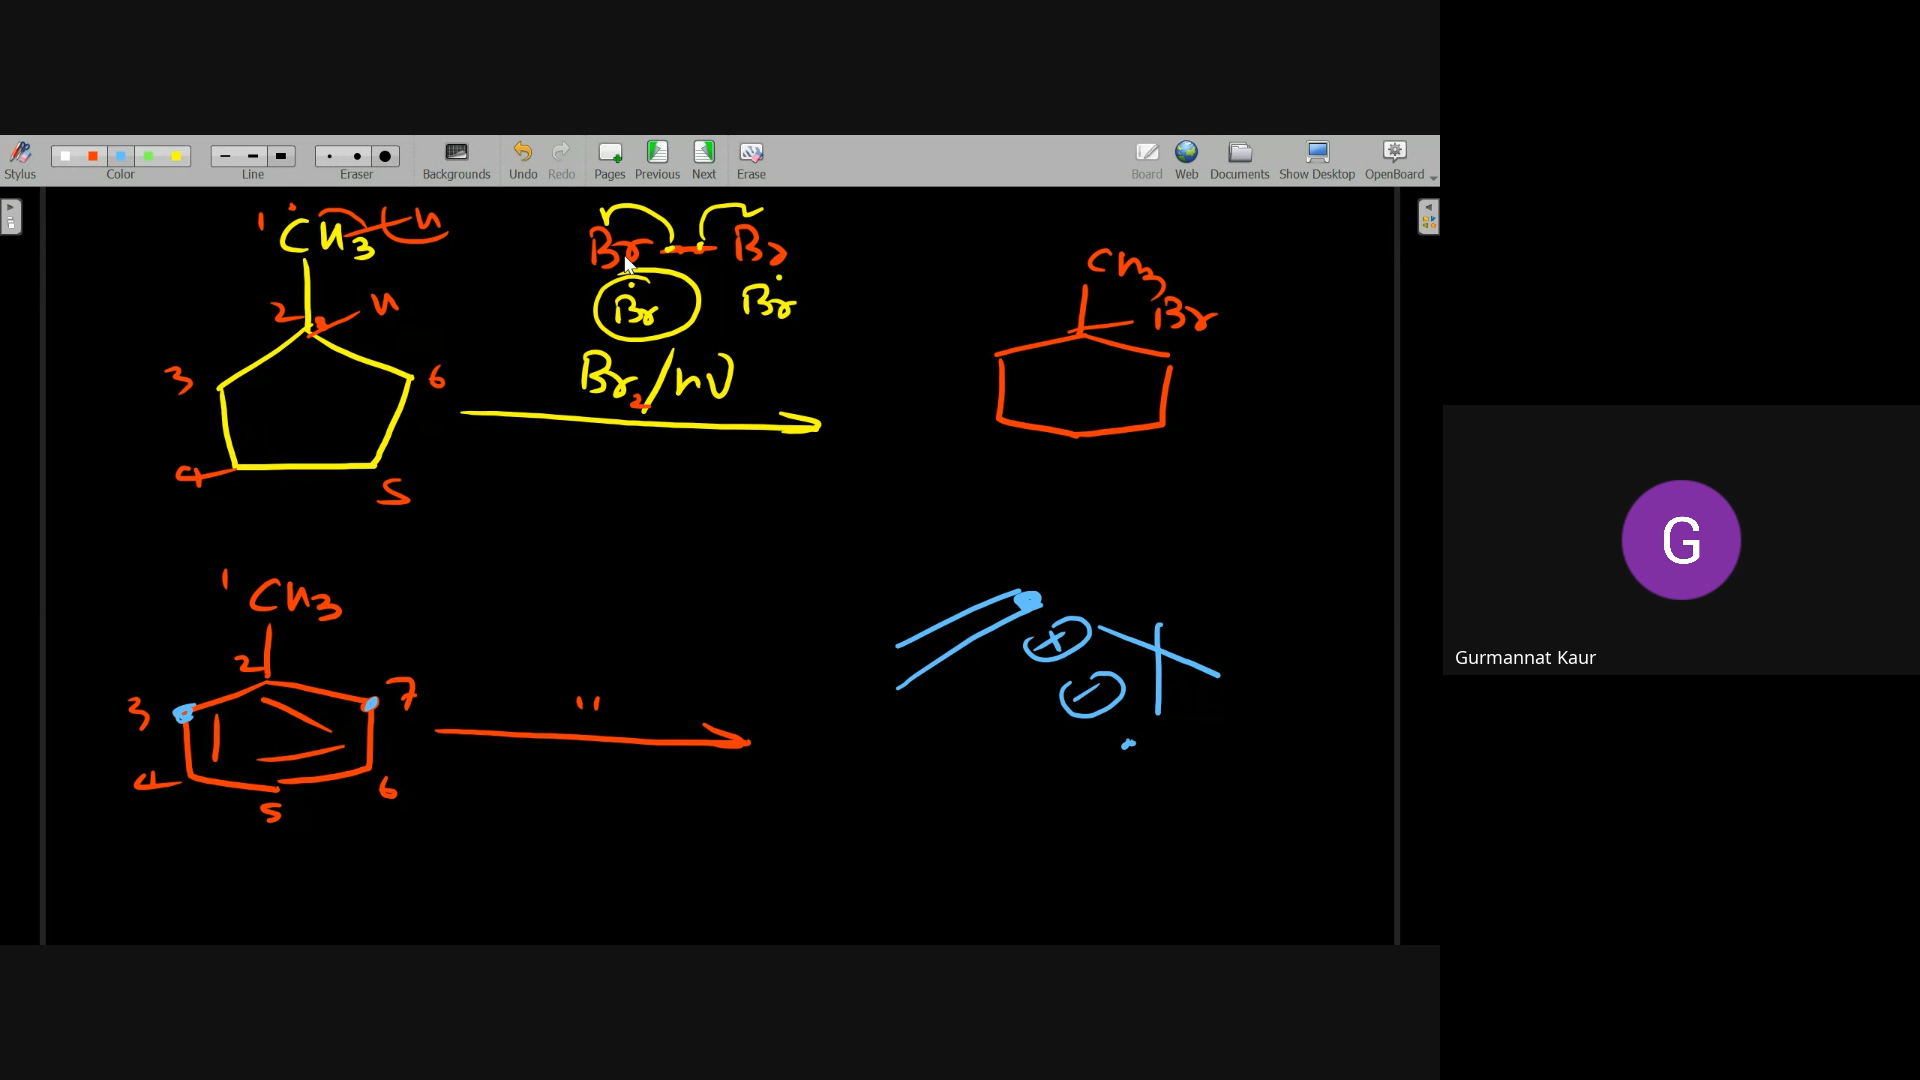 Stylus
Color
Line
Eraser
Backgrounds
Undo
Redo
Pages
Previous
Next
Erase
Board
Web
Documents
Show Desktop
OpenBoard
1 CH3 H
Br — Br
Br Br
2 H
Br2/hν
3 6
4 5
CH3
Br
1 CH3
2
3 7
"
4 6
5
+
-
G
Gurmannat Kaur